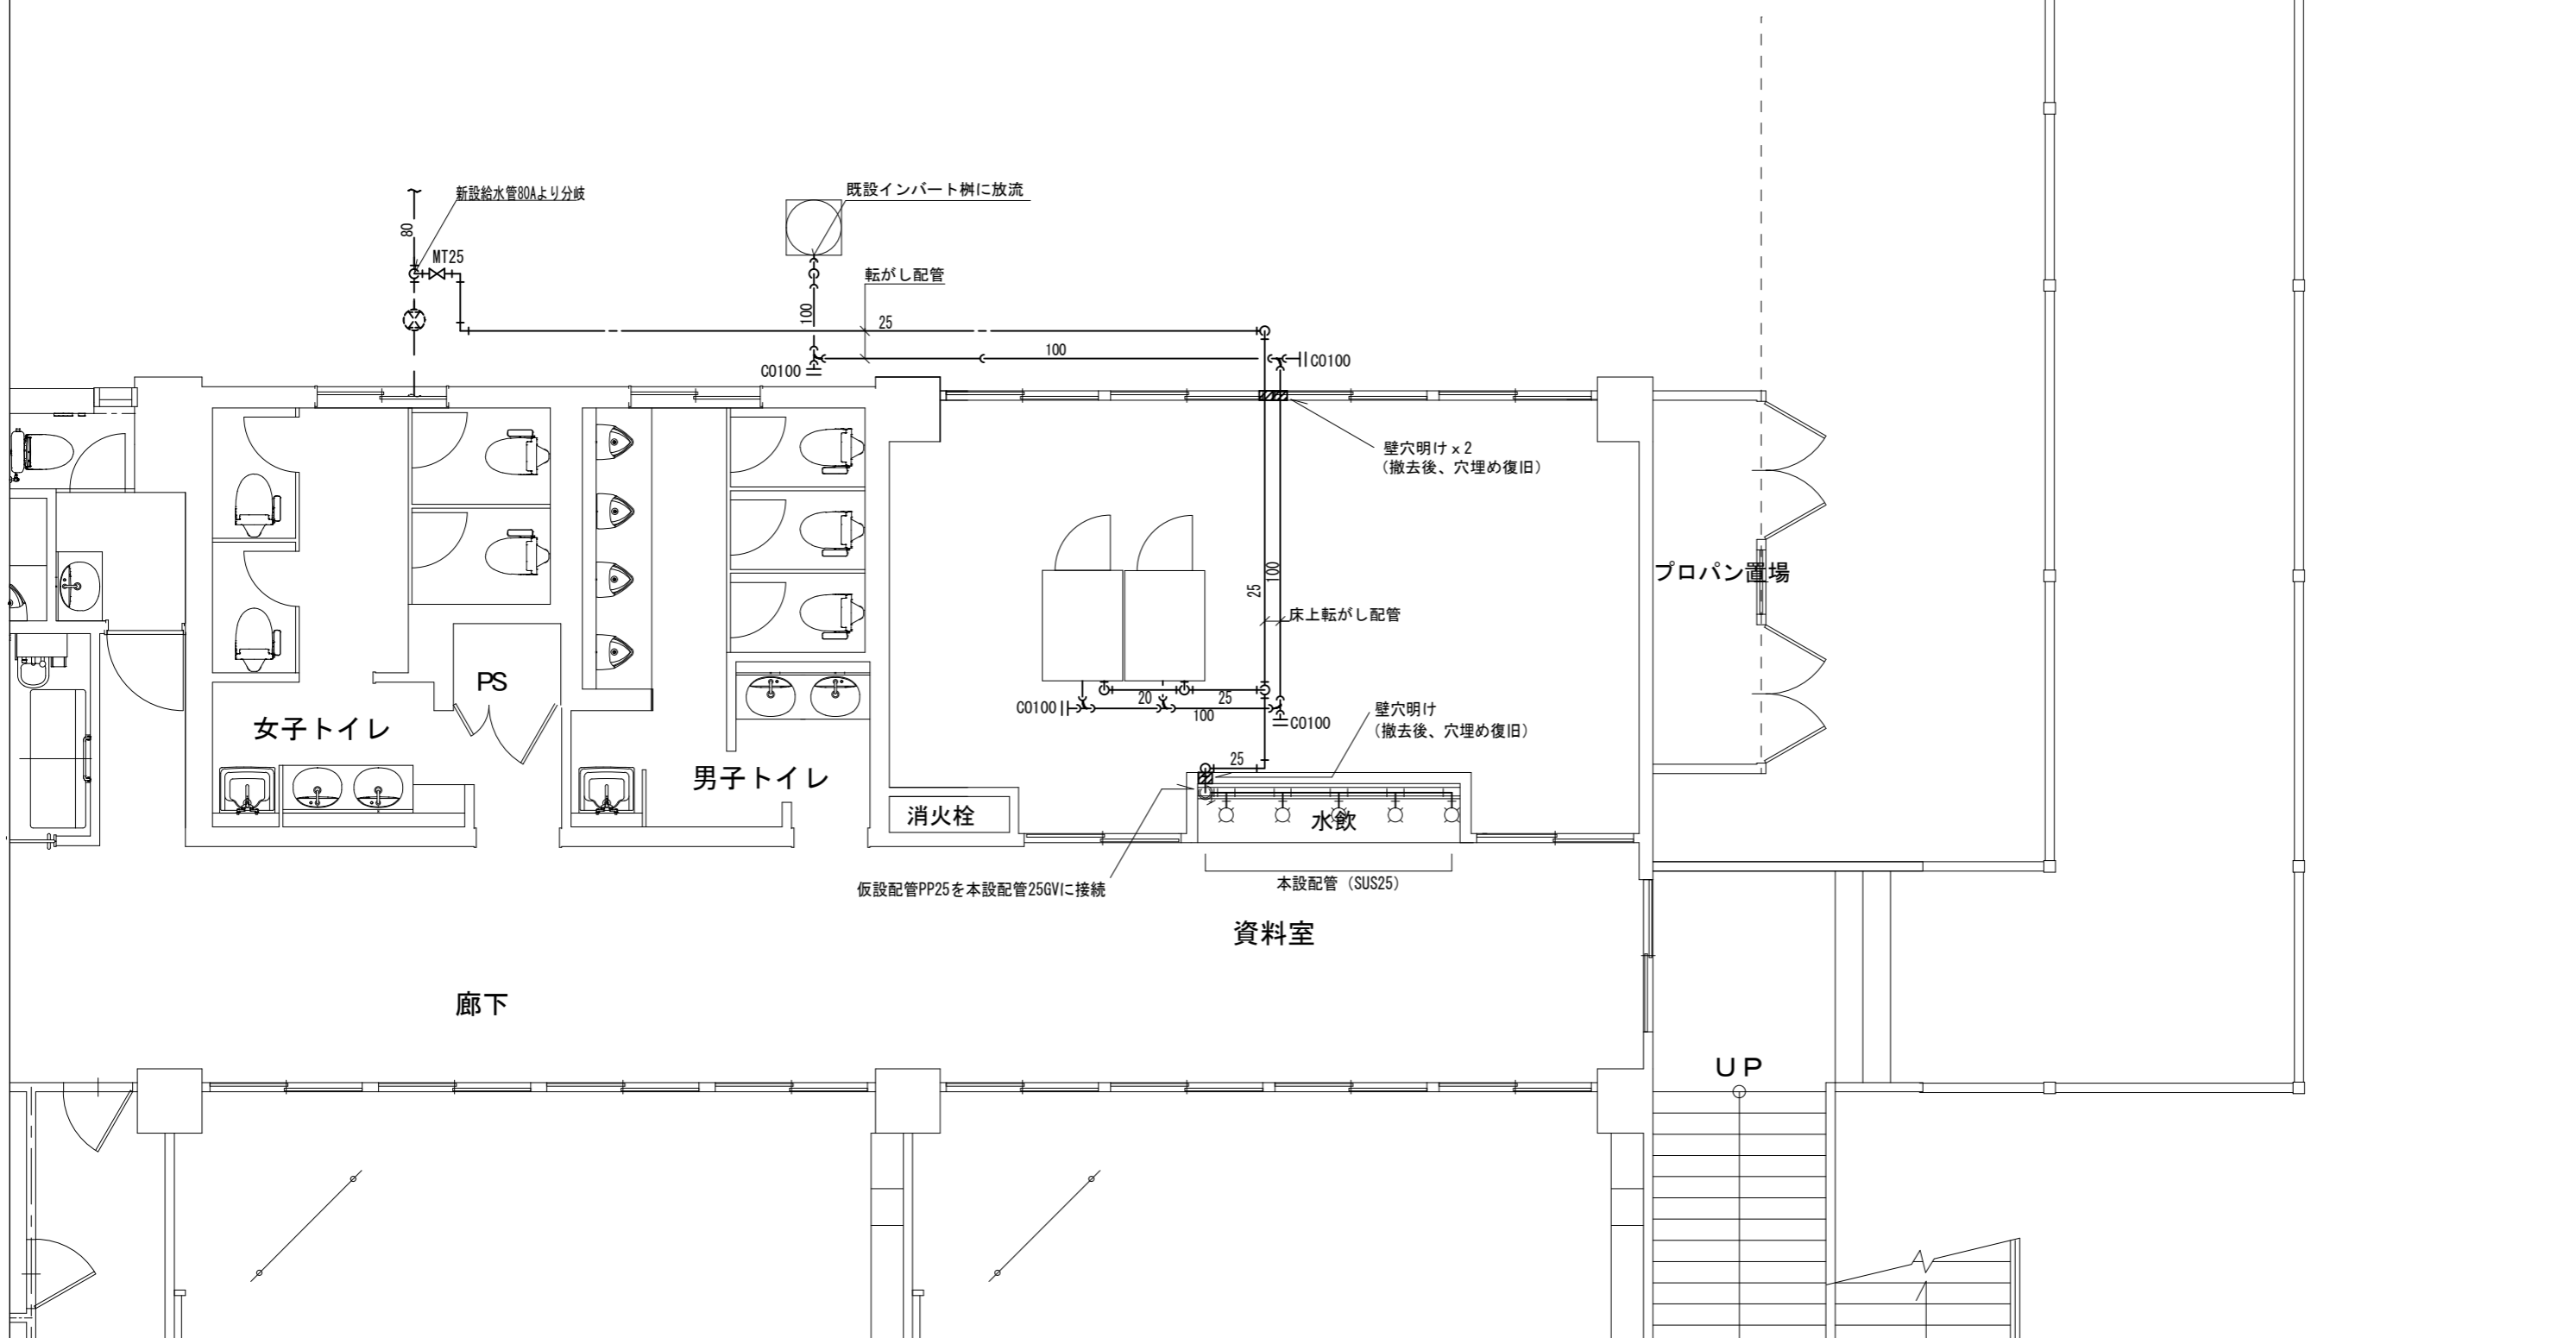 新設給水管80Aより分岐
既設インバート桝に放流
80
MT25
転がし配管
100
25
100
CO100
CO100
壁穴明けｘ2
（撤去後、穴埋め復旧）
プロパン置場
100
25
床上転がし配管
PS
20
25
CO100
100
CO100
壁穴明け
（撤去後、穴埋め復旧）
女子トイレ
男子トイレ
25
消火栓
水飲
仮設配管PP25を本設配管25GVに接続
本設配管（SUS25）
資料室
廊下
UP